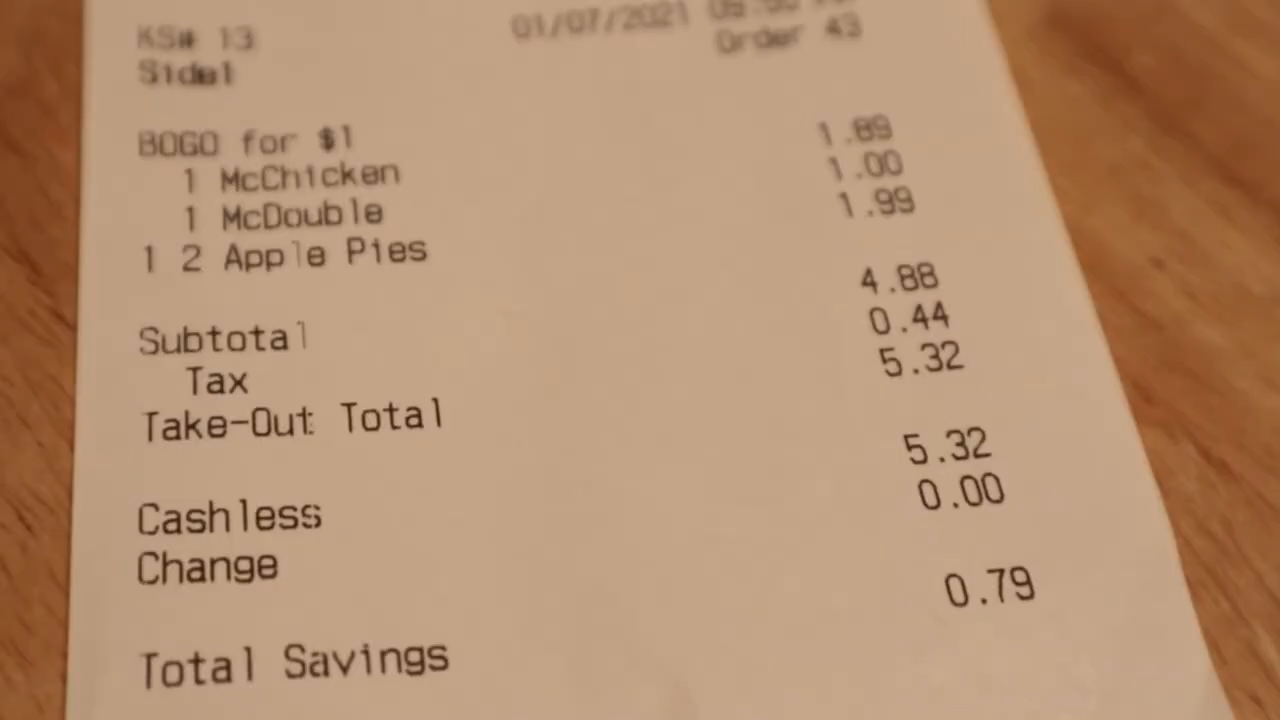 KS# 13 01/07/2021
Side1 Order 43
BOGO for $1
1 McChicken 1.89
1 McDouble 1.00
1 2 Apple Pies 1.99
Subtotal 4.88
Tax 0.44
Take-Out Total 5.32
Cashless 5.32
Change 0.00
Total Savings 0.79